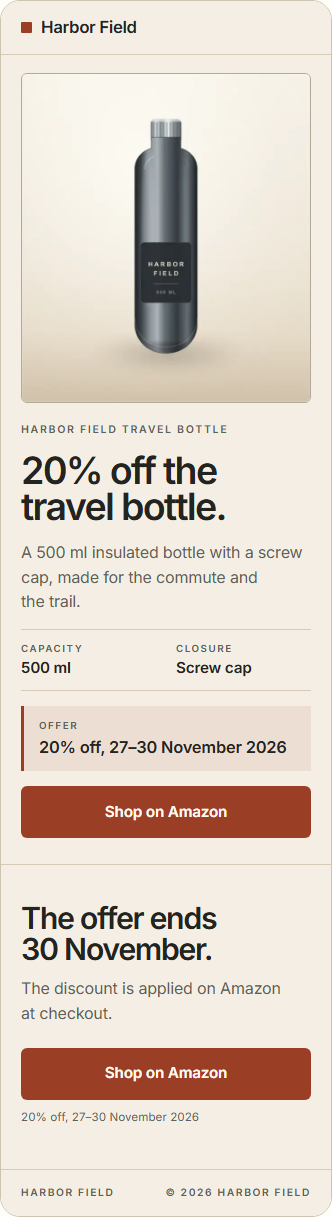 Harbor Field
HARBOR
FIELD
500 ML
HARBOR FIELD TRAVEL BOTTLE
20% off the
travel bottle.
A 500 ml insulated bottle with a screw
cap, made for the commute and
the trail.
CAPACITY
CLOSURE
500 ml
Screw cap
OFFER
20% off, 27–30 November 2026
Shop on Amazon
The offer ends
30 November.
The discount is applied on Amazon
at checkout.
Shop on Amazon
20% off, 27–30 November 2026
HARBOR FIELD
© 2026 HARBOR FIELD